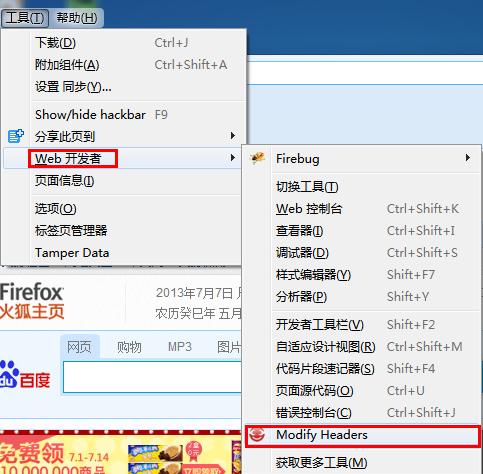 工具(T) 帮助(H)
下载(D) Ctrl+J
附加组件(A) Ctrl+Shift+A
设置 同步(Y)...
Show/hide hackbar F9
分享此页到
Web 开发者
页面信息(I)
选项(O)
标签页管理器
Tamper Data
Firebug
切换工具(T)
Web 控制台 Ctrl+Shift+K
查看器(I) Ctrl+Shift+I
调试器(D) Ctrl+Shift+S
样式编辑器(Y) Shift+F7
分析器(P) Shift+Y
开发者工具栏(V) Shift+F2
自适应设计视图(R) Ctrl+Shift+M
代码片段速记器(S) Shift+F4
页面源代码(O) Ctrl+U
错误控制台(C) Ctrl+Shift+J
Modify Headers
获取更多工具(M)
Firefox
火狐主页
2013年7月7日
农历癸巳年 五月
网页 购物 MP3 图片
du 百度
免费领 7.1-7.14
10,000,000商品